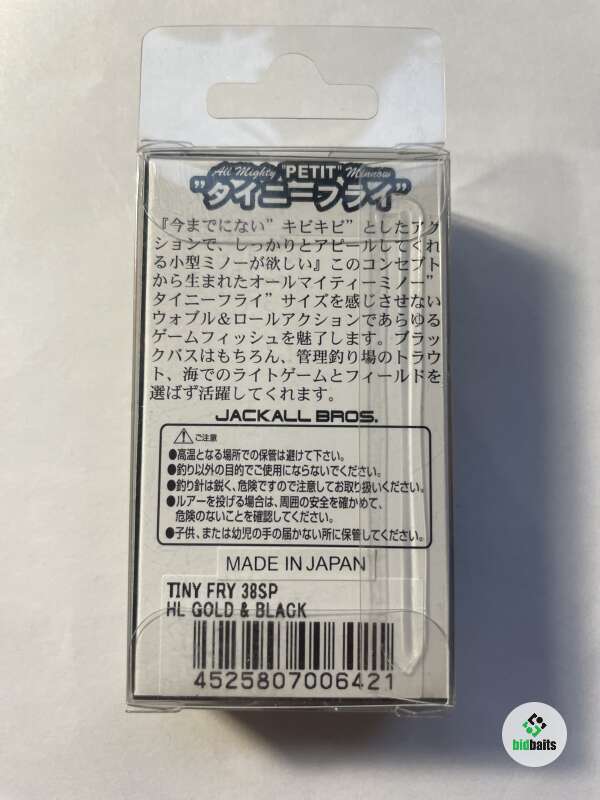 All Mighty "PETIT" Minnow
"タイニーフライ"
『今までにない”キビキビ”としたアク
ションで、しっかりとアピールしてくれ
る小型ミノーが欲しい』このコンセプト
から生まれたオールマイティーミノー”
タイニーフライ”サイズを感じさせない
ウォブル＆ロールアクションであらゆる
ゲームフィッシュを魅了します。ブラッ
クバスはもちろん、管理釣り場のトラウ
ト、海でのライトゲームとフィールドを
選ばず活躍してくれます。
JACKALL BROS.
ご注意
●高温となる場所での保管は避けて下さい。
●釣り以外の目的でご使用にならないでください。
●釣り針は鋭く、危険ですので注意してお取り扱いください。
●ルアーを投げる場合は、周囲の安全を確かめて、
危険のないことを確認してください。
●子供、または幼児の手の届かない所に保管してください。
MADE IN JAPAN
TINY FRY 38SP
HL GOLD & BLACK
4525807006421
bidbaits